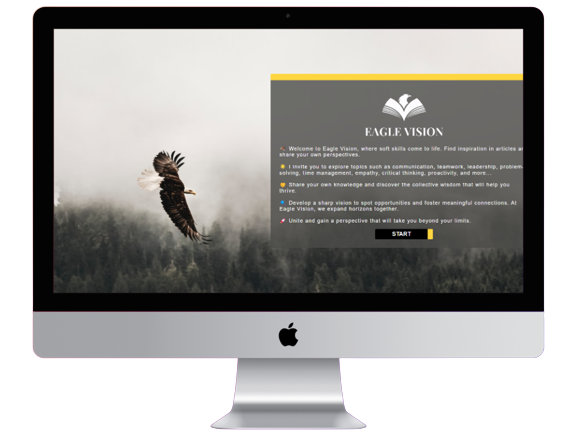 EAGLE VISION
Welcome to Eagle Vision, where soft skills come to life. Find inspiration in articles
share your own perspectives.
I invite you to explore topics such as communication, teamwork, leadership, problem-
solving, time management, empathy, critical thinking, proactivity, and more...
Share your own knowledge and discover the collective wisdom that will help you
thrive.
Develop a sharp vision to spot opportunities and foster meaningful connections. At
Eagle Vision, we expand horizons together.
Unite and gain a perspective that will take you beyond your limits.
START